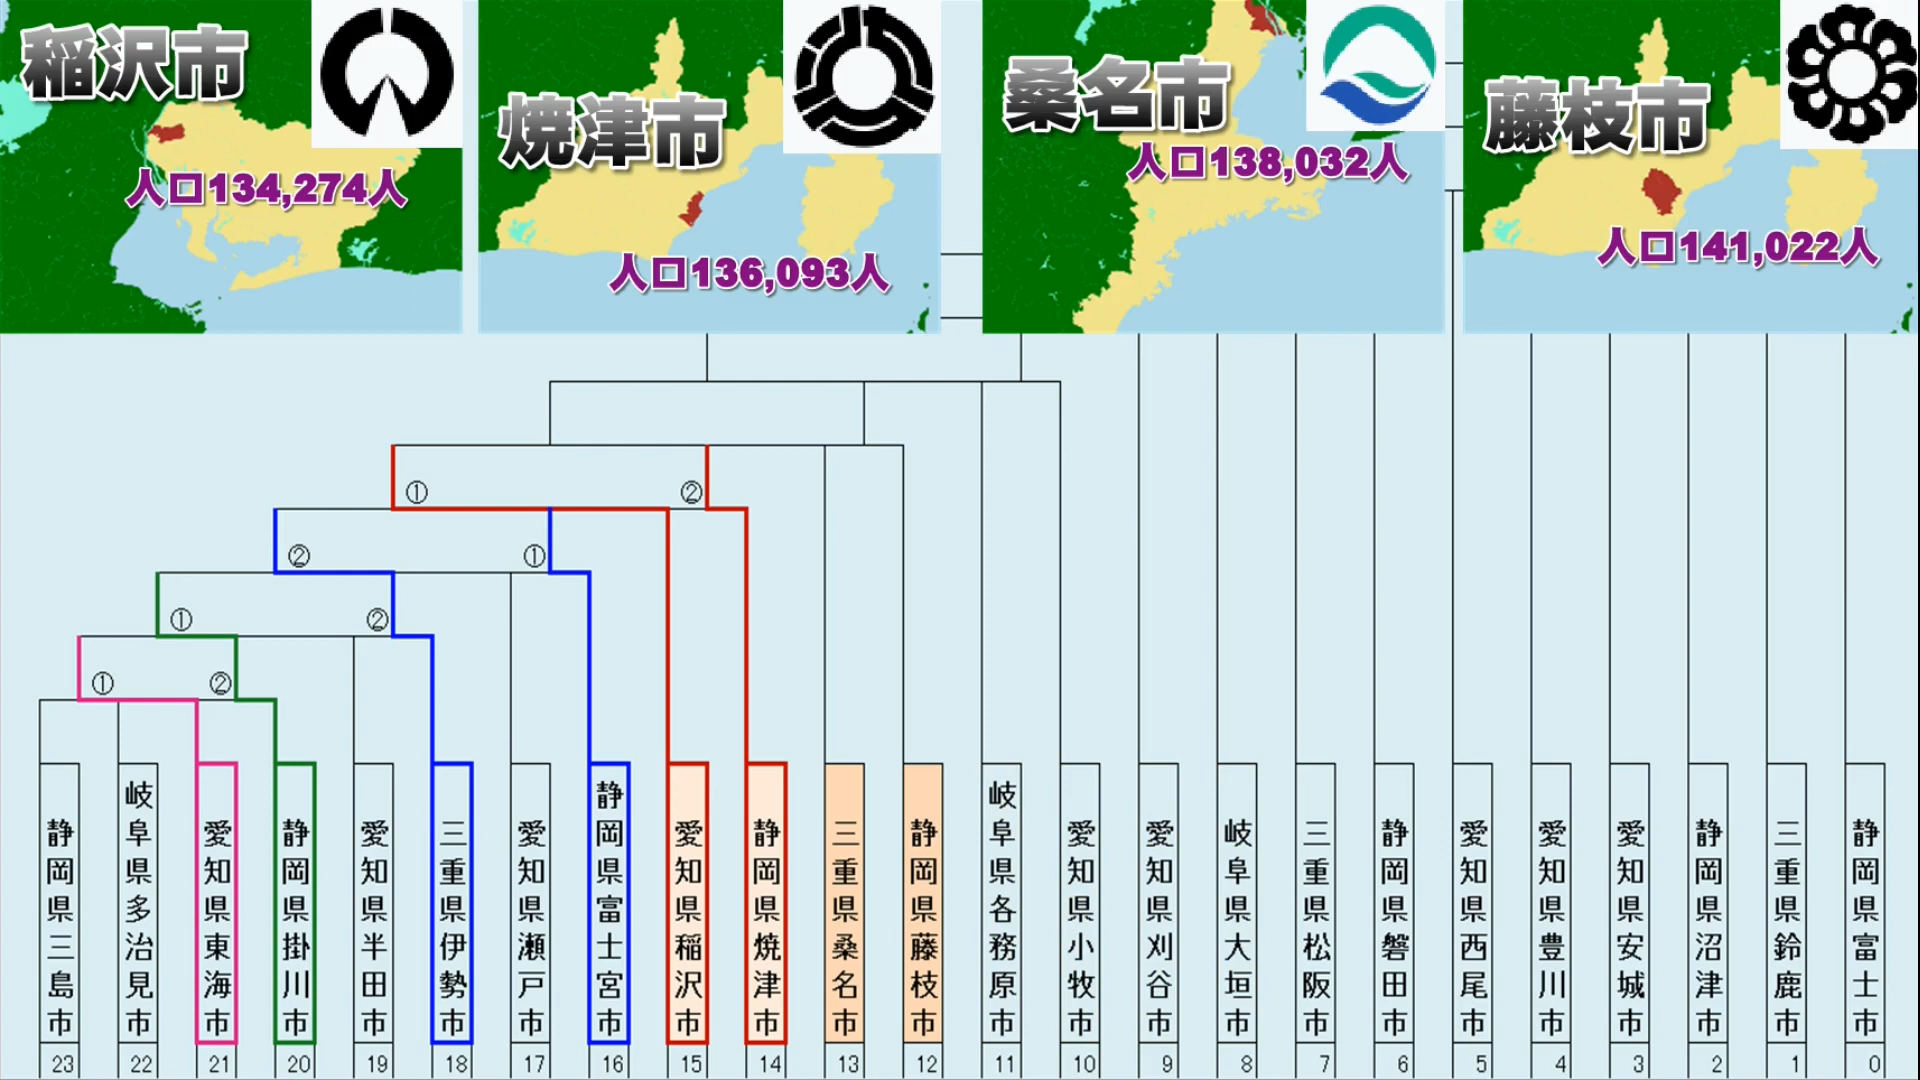 稲沢市
人口134,274人
焼津市
人口136,093人
桑名市
人口138,032人
藤枝市
人口141,022人
① ②
② ①
① ②
① ②
静岡県三島市
岐阜県多治見市
愛知県東海市
静岡県掛川市
愛知県半田市
三重県伊勢市
愛知県瀬戸市
静岡県富士宮市
愛知県稲沢市
静岡県焼津市
三重県桑名市
静岡県藤枝市
岐阜県各務原市
愛知県小牧市
愛知県刈谷市
岐阜県大垣市
三重県松阪市
静岡県磐田市
愛知県西尾市
愛知県豊川市
愛知県安城市
静岡県沼津市
三重県鈴鹿市
静岡県富士市
23 22 21 20 19 18 17 16 15 14 13 12 11 10 9 8 7 6 5 4 3 2 1 0